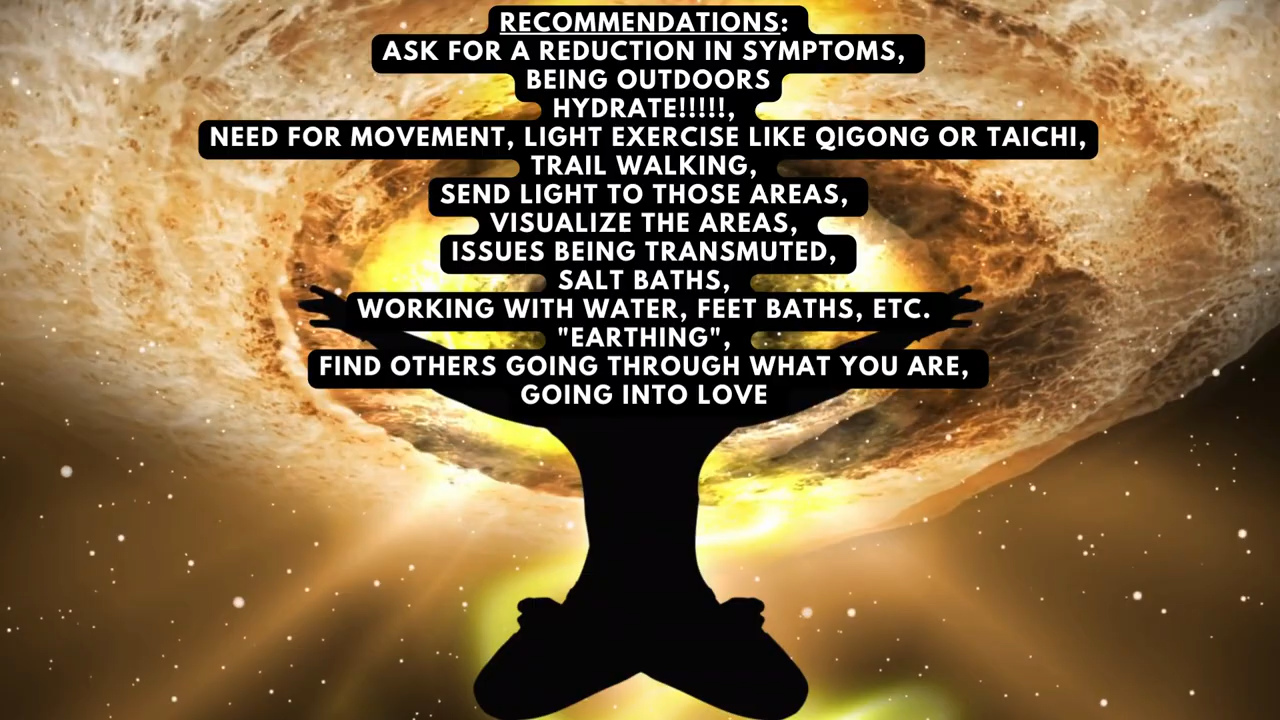 RECOMMENDATIONS:
ASK FOR A REDUCTION IN SYMPTOMS,
BEING OUTDOORS
HYDRATE!!!!!,
NEED FOR MOVEMENT, LIGHT EXERCISE LIKE QIGONG OR TAICHI,
TRAIL WALKING,
SEND LIGHT TO THOSE AREAS,
VISUALIZE THE AREAS,
ISSUES BEING TRANSMUTED,
SALT BATHS,
WORKING WITH WATER, FEET BATHS, ETC.
"EARTHING",
FIND OTHERS GOING THROUGH WHAT YOU ARE,
GOING INTO LOVE